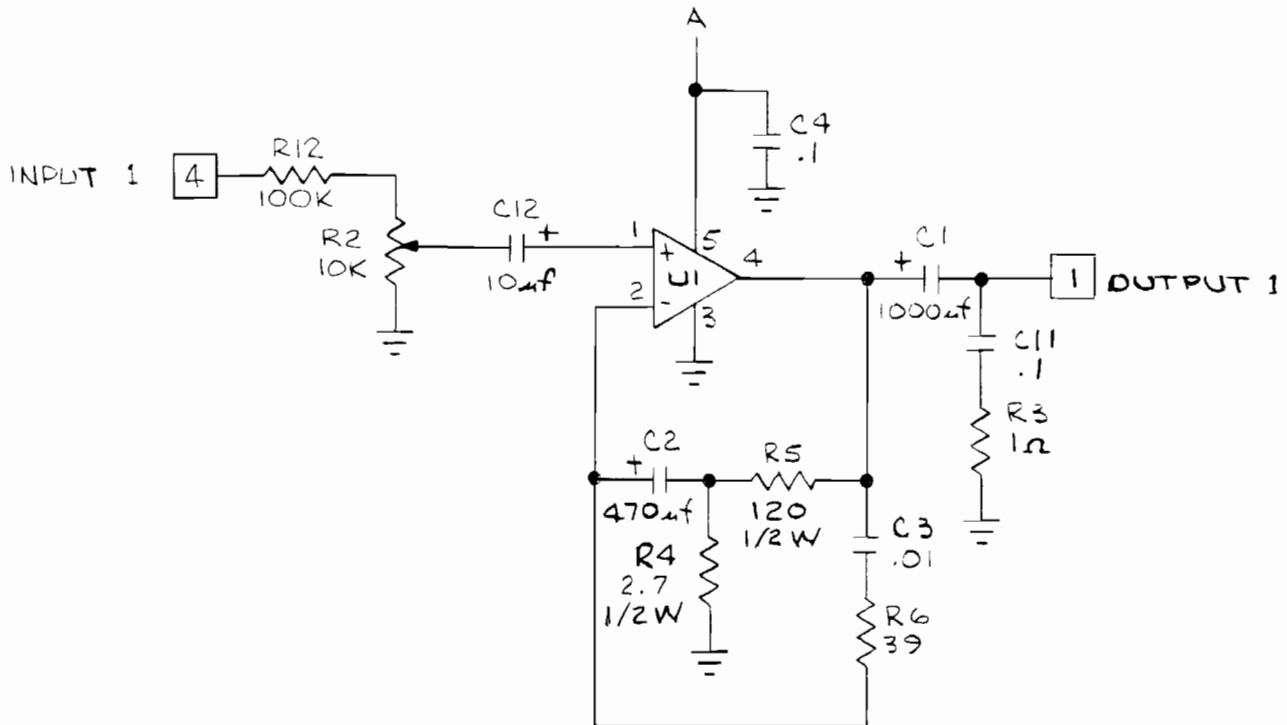 A
C4
.1
INPUT 1
4
R12
100K
R2
10K
C12
+
10uf
1
+
U1
5
4
2
-
3
C1
+
1000uf
1
OUTPUT 1
C11
.1
R3
1Ω
C2
+
470uf
R5
120
1/2W
R4
2.7
1/2W
C3
.01
R6
39